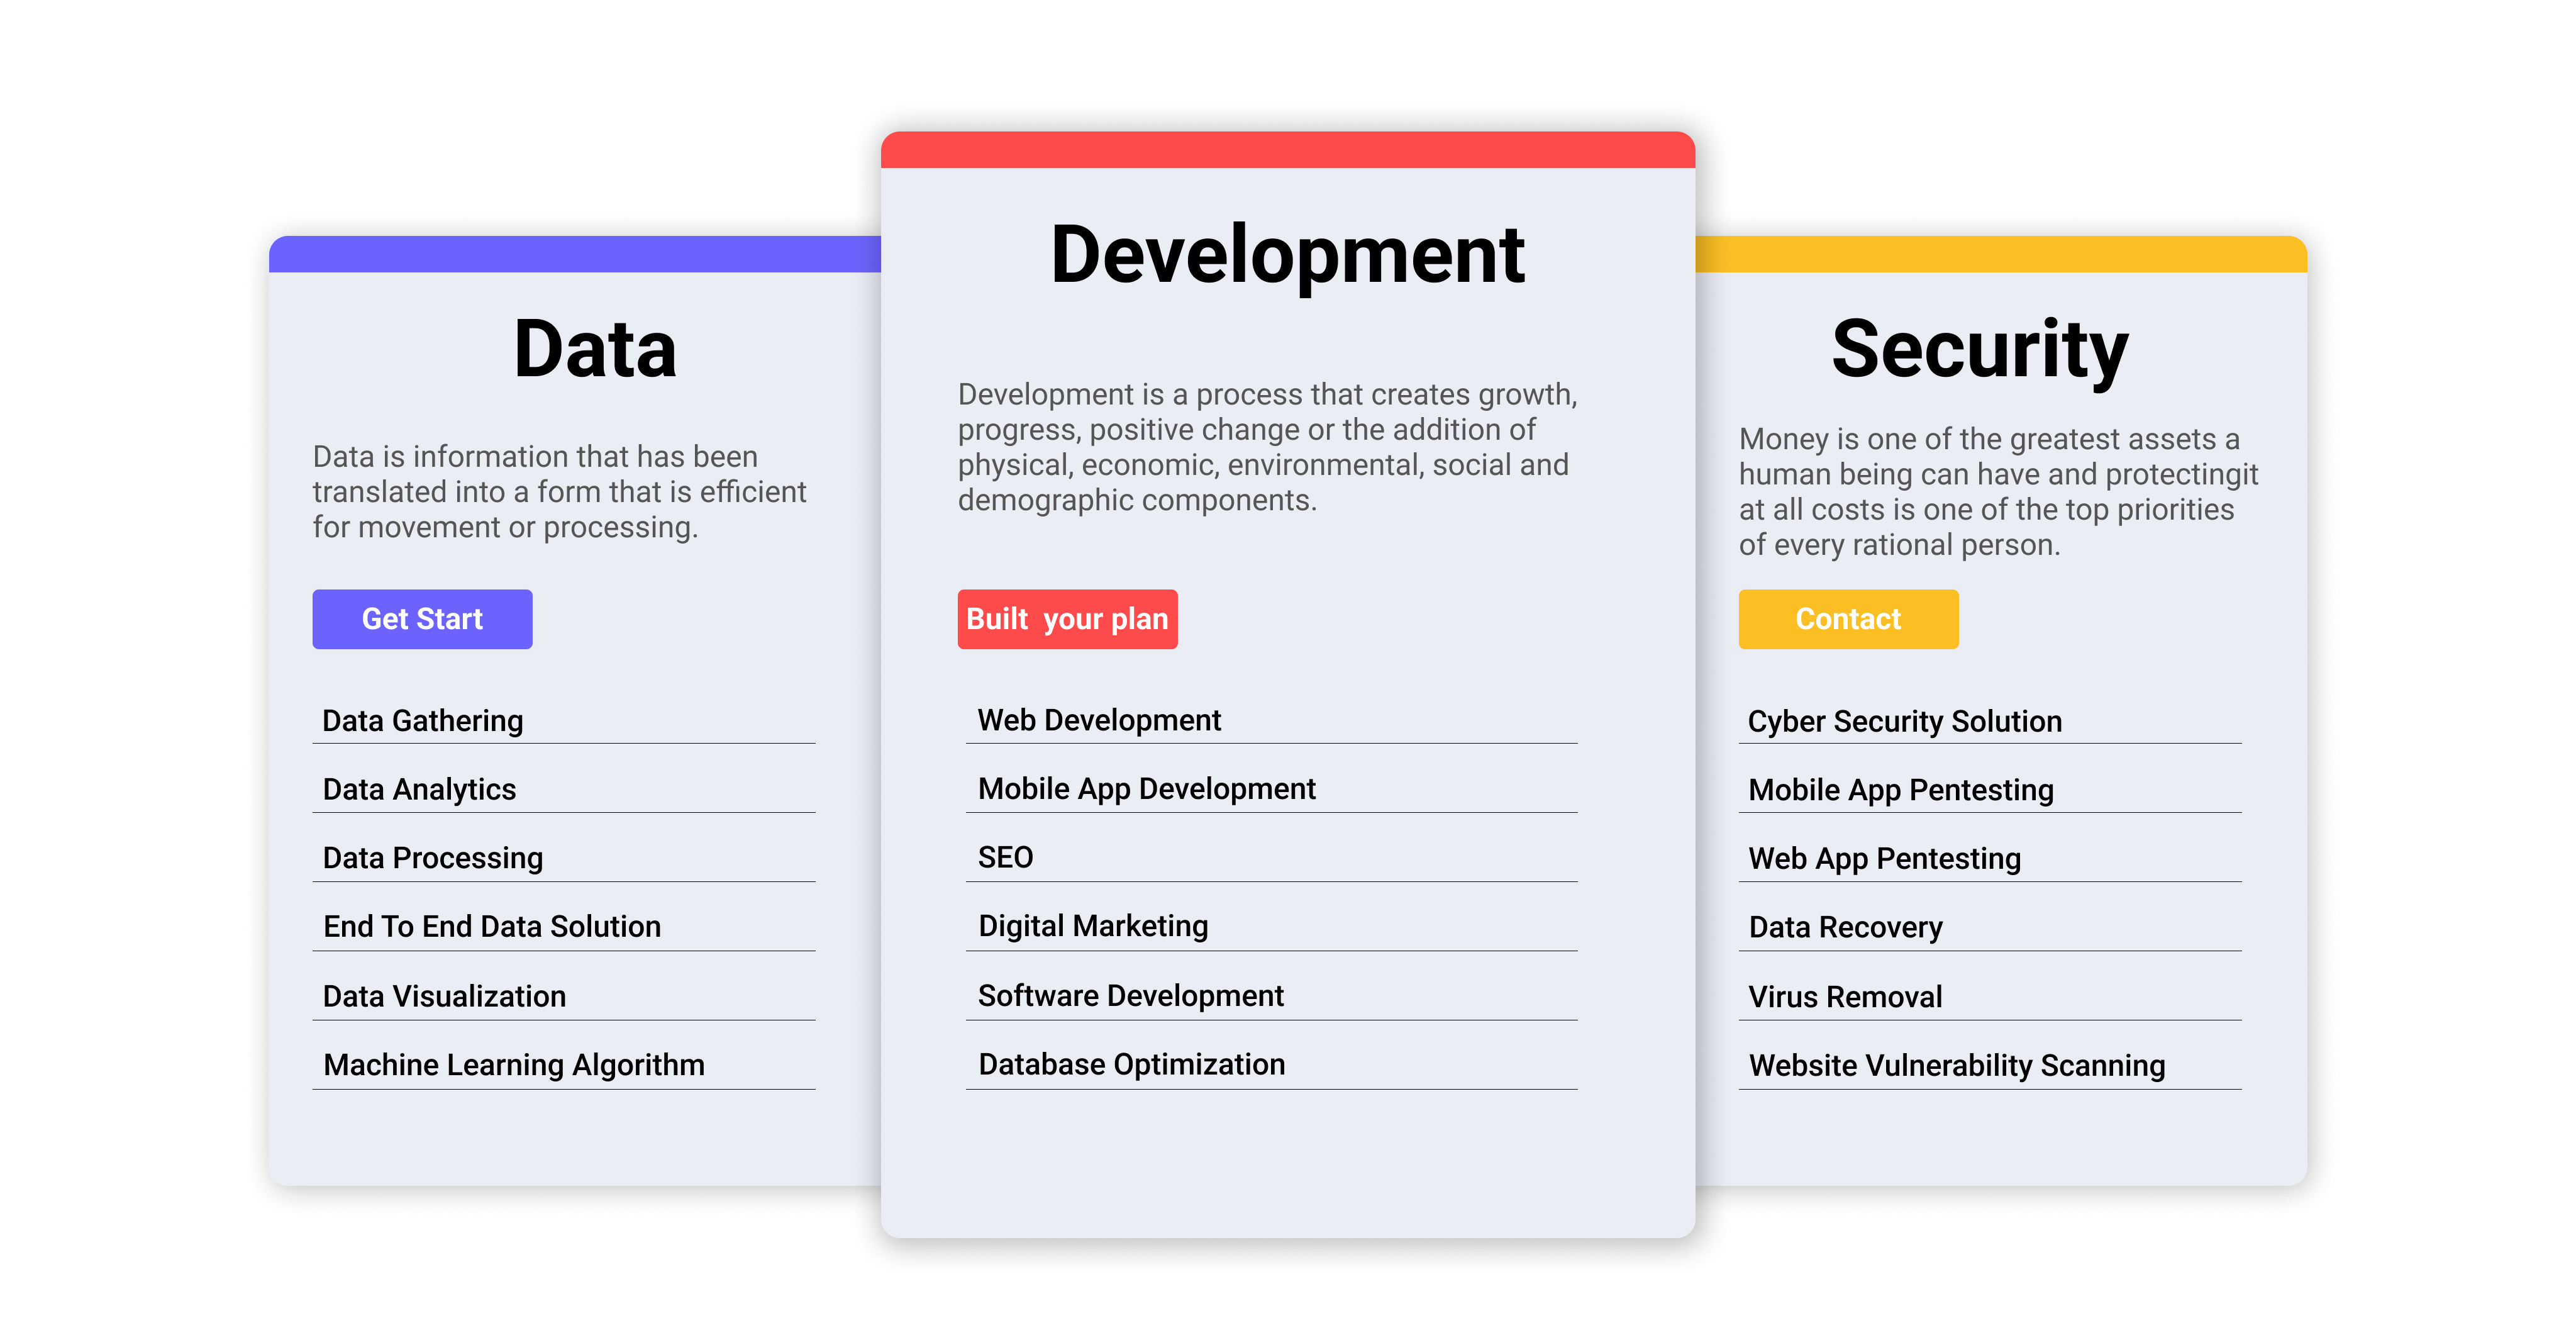 Data
Data is information that has been
translated into a form that is efficient
for movement or processing.
Get Start
Data Gathering
Data Analytics
Data Processing
End To End Data Solution
Data Visualization
Machine Learning Algorithm
Development
Development is a process that creates growth,
progress, positive change or the addition of
physical, economic, environmental, social and
demographic components.
Built  your plan
Web Development
Mobile App Development
SEO
Digital Marketing
Software Development
Database Optimization
Security
Money is one of the greatest assets a
human being can have and protectingit
at all costs is one of the top priorities
of every rational person.
Contact
Cyber Security Solution
Mobile App Pentesting
Web App Pentesting
Data Recovery
Virus Removal
Website Vulnerability Scanning